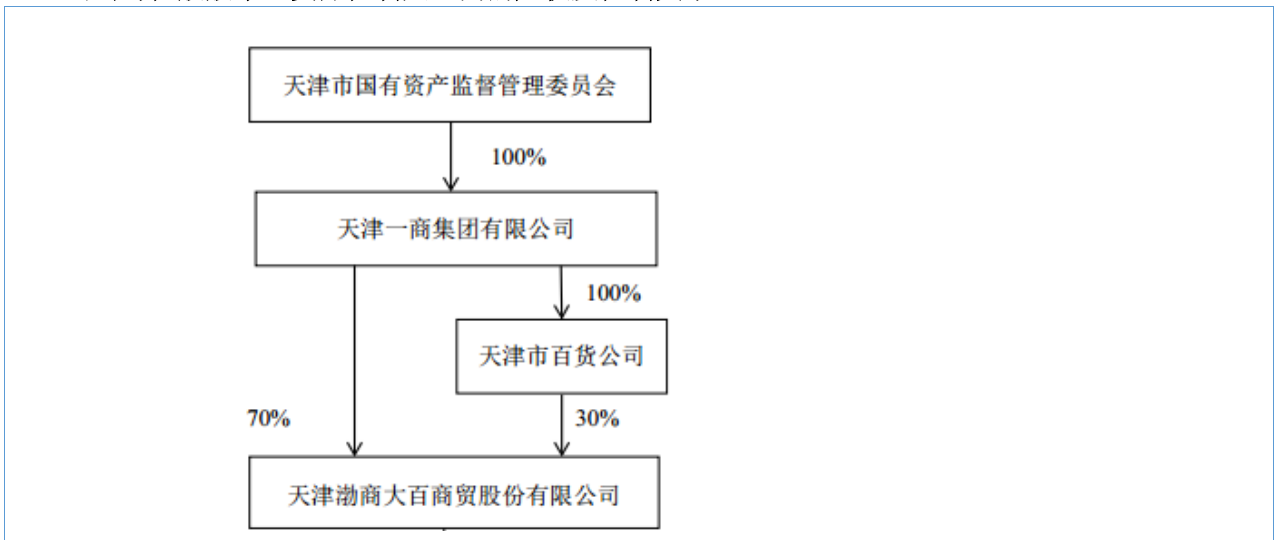 天津市国有资产监督管理委员会
100%
天津一商集团有限公司
100%
天津市百货公司
70%
30%
天津渤商大百商贸股份有限公司